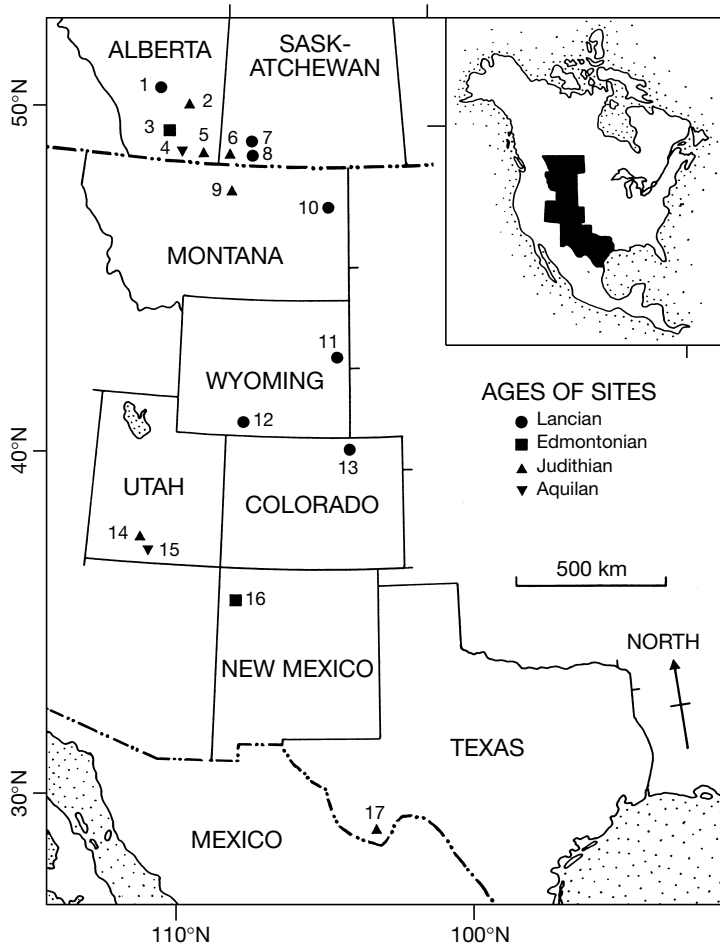 ALBERTA
SASK-
ATCHEWAN
1
2
50°N
3
4
5
6
7
8
9
10
MONTANA
11
WYOMING
AGES OF SITES
Lancian
12
Edmontonian
40°N
13
Judithian
UTAH
Aquilan
COLORADO
14
15
500 km
16
NORTH
NEW MEXICO
TEXAS
30°N
17
MEXICO
110°N
100°N